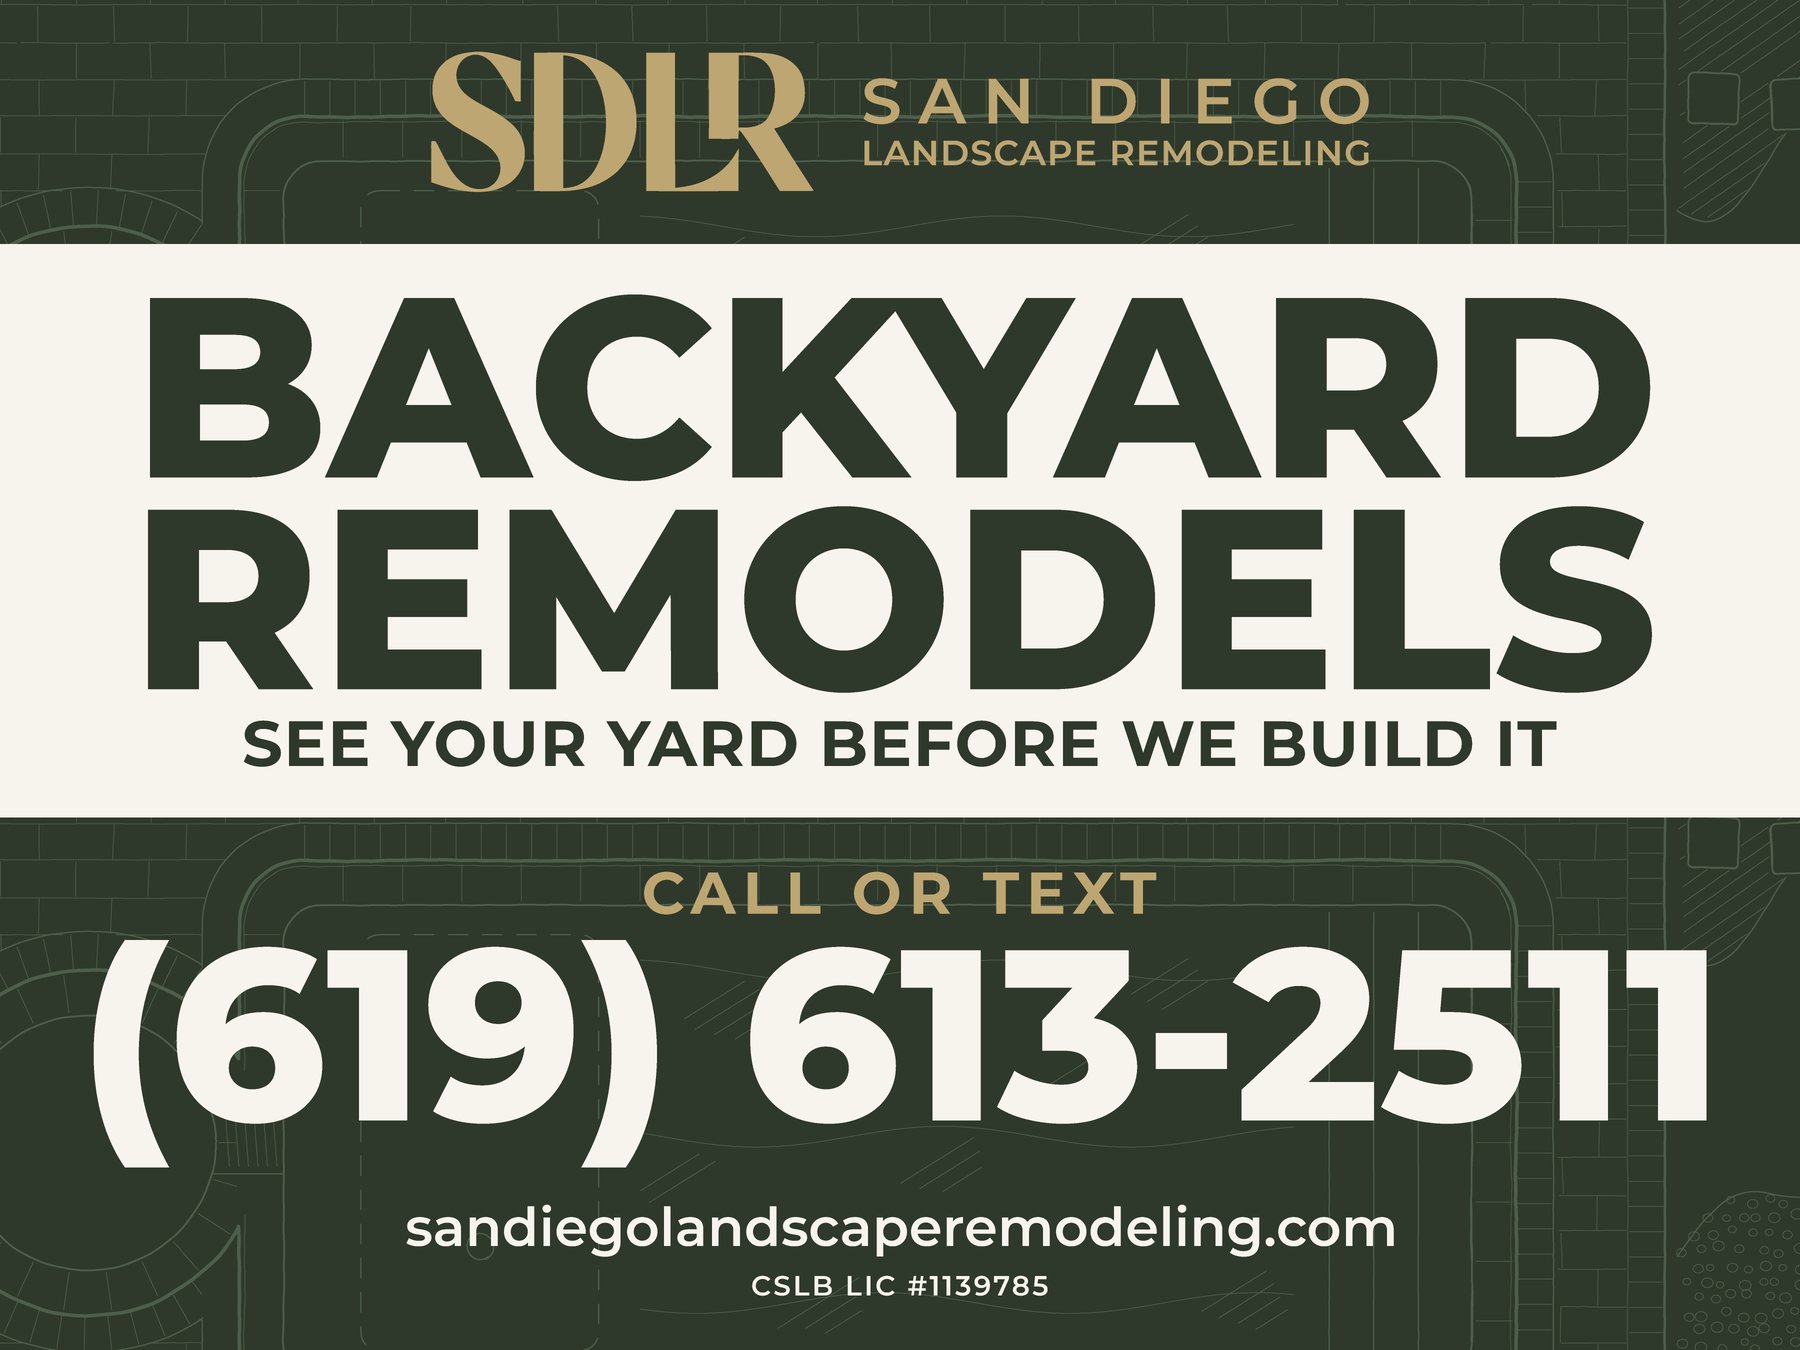 SDLR
SAN DIEGO
LANDSCAPE REMODELING
BACKYARD
REMODELS
SEE YOUR YARD BEFORE WE BUILD IT
CALL OR TEXT
(619) 613-2511
sandiegolandscaperemodeling.com
CSLB LIC #1139785